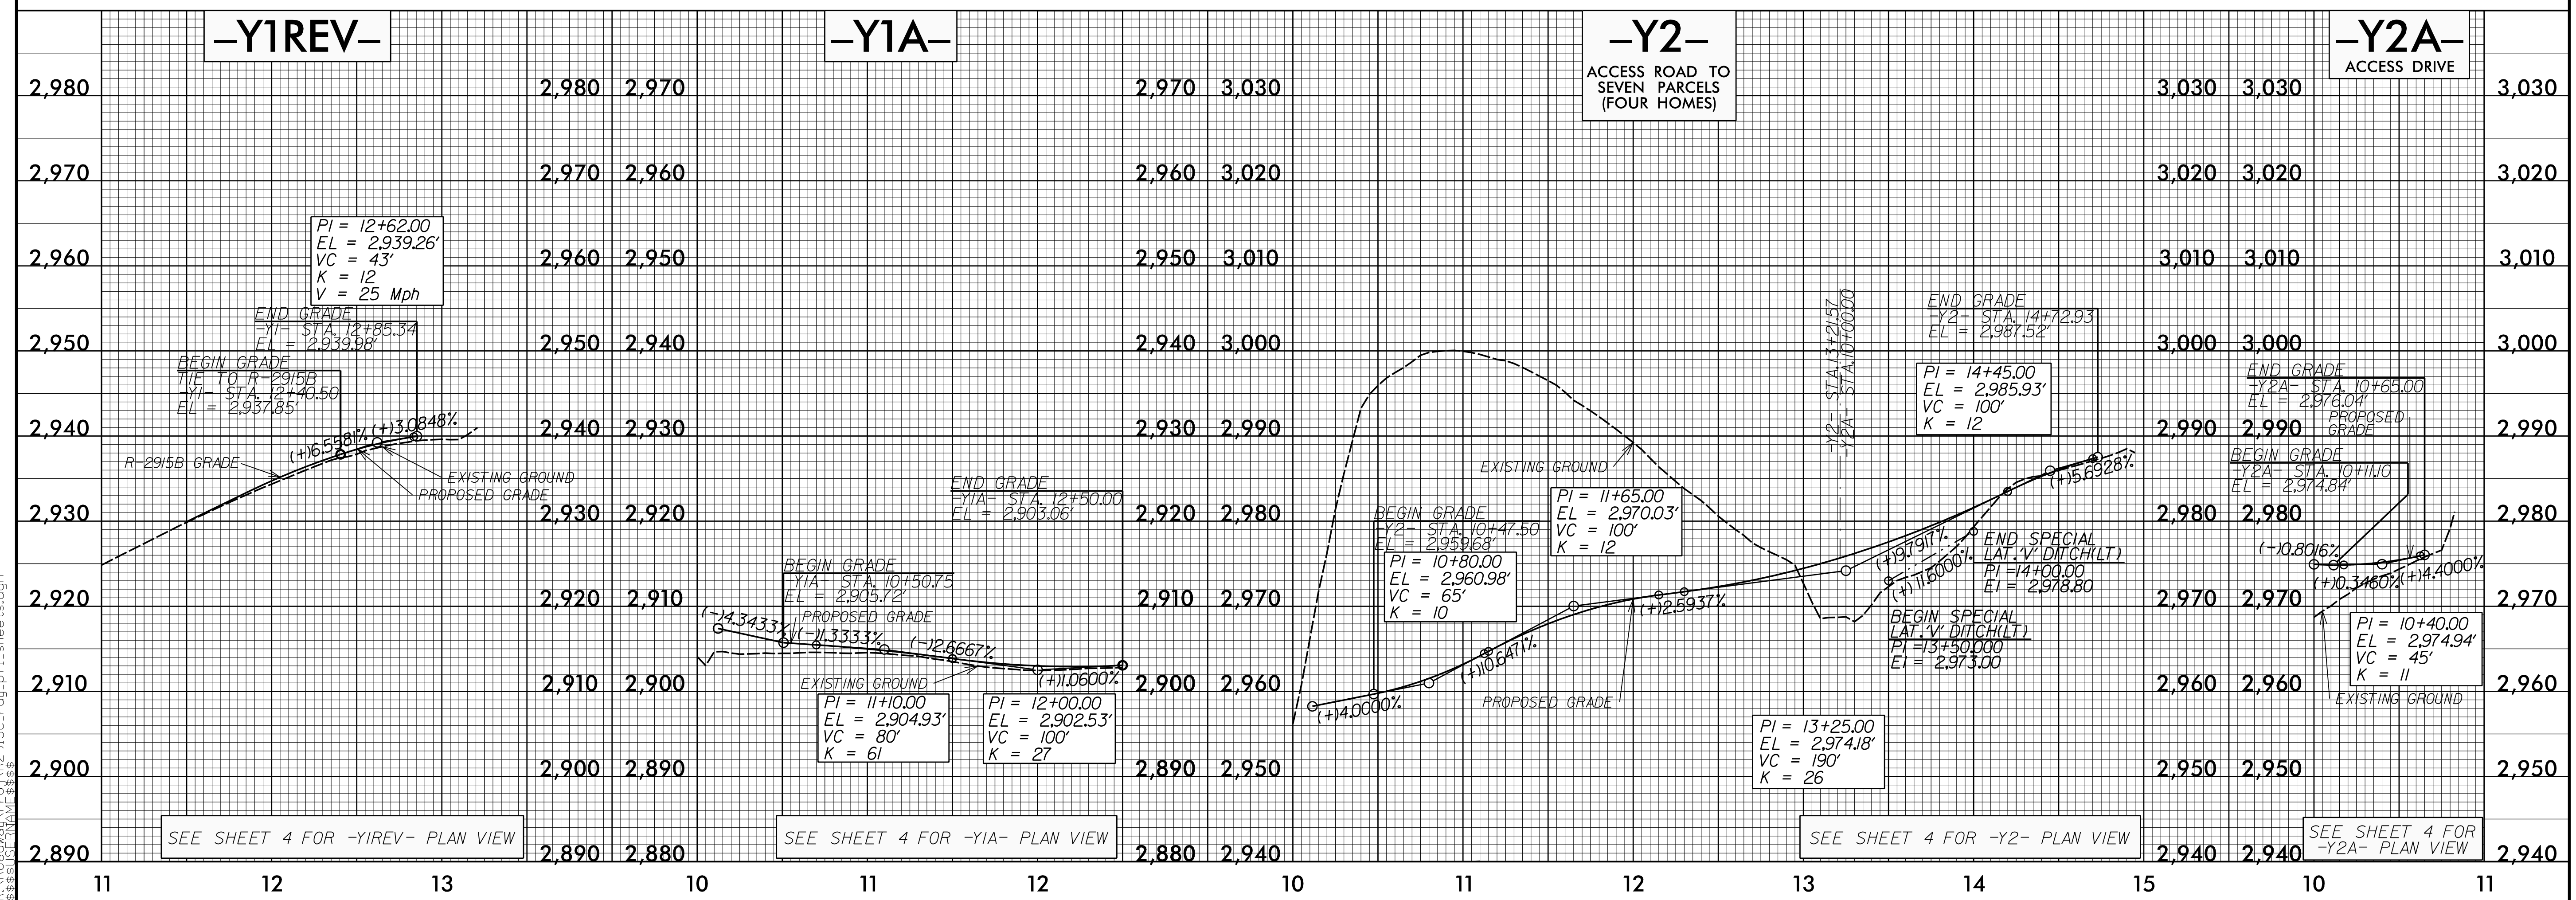 –Y1REV–
2,980
2,970
2,960
2,950
2,940
2,930
2,920
2,910
2,900
2,890
PI = 12+62.00
EL = 2,939.26'
VC = 43'
K = 12
V = 25 Mph
END GRADE
-Y1- STA. 12+85.34
EL = 2,939.98'
BEGIN GRADE
TIE TO R-2915B
-Y1- STA. 12+40.50
EL = 2,937.85'
(+)6.5581%
(+)3.0848%
R-2915B GRADE
EXISTING GROUND
PROPOSED GRADE
SEE SHEET 4 FOR -Y1REV- PLAN VIEW
2,980
2,970
2,960
2,950
2,940
2,930
2,920
2,910
2,900
2,890
11 12 13
–Y1A–
2,970
2,960
2,950
2,940
2,930
2,920
2,910
2,900
2,890
2,880
END GRADE
-Y1A- STA. 12+50.00
EL = 2,903.06'
BEGIN GRADE
-Y1A- STA. 10+50.75
EL = 2,905.72'
PROPOSED GRADE
(-)4.3433%
(-)1.3333%
(-)2.6667%
(+)1.0600%
EXISTING GROUND
PI = 11+10.00
EL = 2,904.93'
VC = 80'
K = 61
PI = 12+00.00
EL = 2,902.53'
VC = 100'
K = 27
SEE SHEET 4 FOR -Y1A- PLAN VIEW
2,970
2,960
2,950
2,940
2,930
2,920
2,910
2,900
2,890
2,880
10 11 12
–Y2–
ACCESS ROAD TO
SEVEN PARCELS
(FOUR HOMES)
3,030
3,020
3,010
3,000
2,990
2,980
2,970
2,960
2,950
2,940
-Y2- STA. 13+21.57
-Y2A- STA. 10+00.00
END GRADE
-Y2- STA. 14+72.93
EL = 2,987.52'
PI = 14+45.00
EL = 2,985.93'
VC = 100'
K = 12
EXISTING GROUND
PI = 11+65.00
EL = 2,970.03'
VC = 100'
K = 12
BEGIN GRADE
-Y2- STA. 10+47.50
EL = 2,959.68'
PI = 10+80.00
EL = 2,960.98'
VC = 65'
K = 10
(+)4.0000%
(+)10.6471%
(+)2.5937%
(+)9.7917%
(+)11.6000%
(+)5.6928%
END SPECIAL
LAT.'V' DITCH(LT)
PI =14+00.00
El = 2,978.80
BEGIN SPECIAL
LAT.'V' DITCH(LT)
PI =13+50.000
El = 2,973.00
PROPOSED GRADE
PI = 13+25.00
EL = 2,974.18'
VC = 190'
K = 26
SEE SHEET 4 FOR -Y2- PLAN VIEW
3,030
3,020
3,010
3,000
2,990
2,980
2,970
2,960
2,950
2,940
10 11 12 13 14 15
–Y2A–
ACCESS DRIVE
3,030
3,020
3,010
3,000
2,990
2,980
2,970
2,960
2,950
2,940
END GRADE
-Y2A- STA. 10+65.00
EL = 2,976.04'
PROPOSED
GRADE
BEGIN GRADE
-Y2A- STA. 10+11.10
EL = 2,974.84'
(-)0.8016%
(+)0.3460%
(+)4.4000%
PI = 10+40.00
EL = 2,974.94'
VC = 45'
K = 11
EXISTING GROUND
SEE SHEET 4 FOR
-Y2A- PLAN VIEW
3,030
3,020
3,010
3,000
2,990
2,980
2,970
2,960
2,950
2,940
10 11